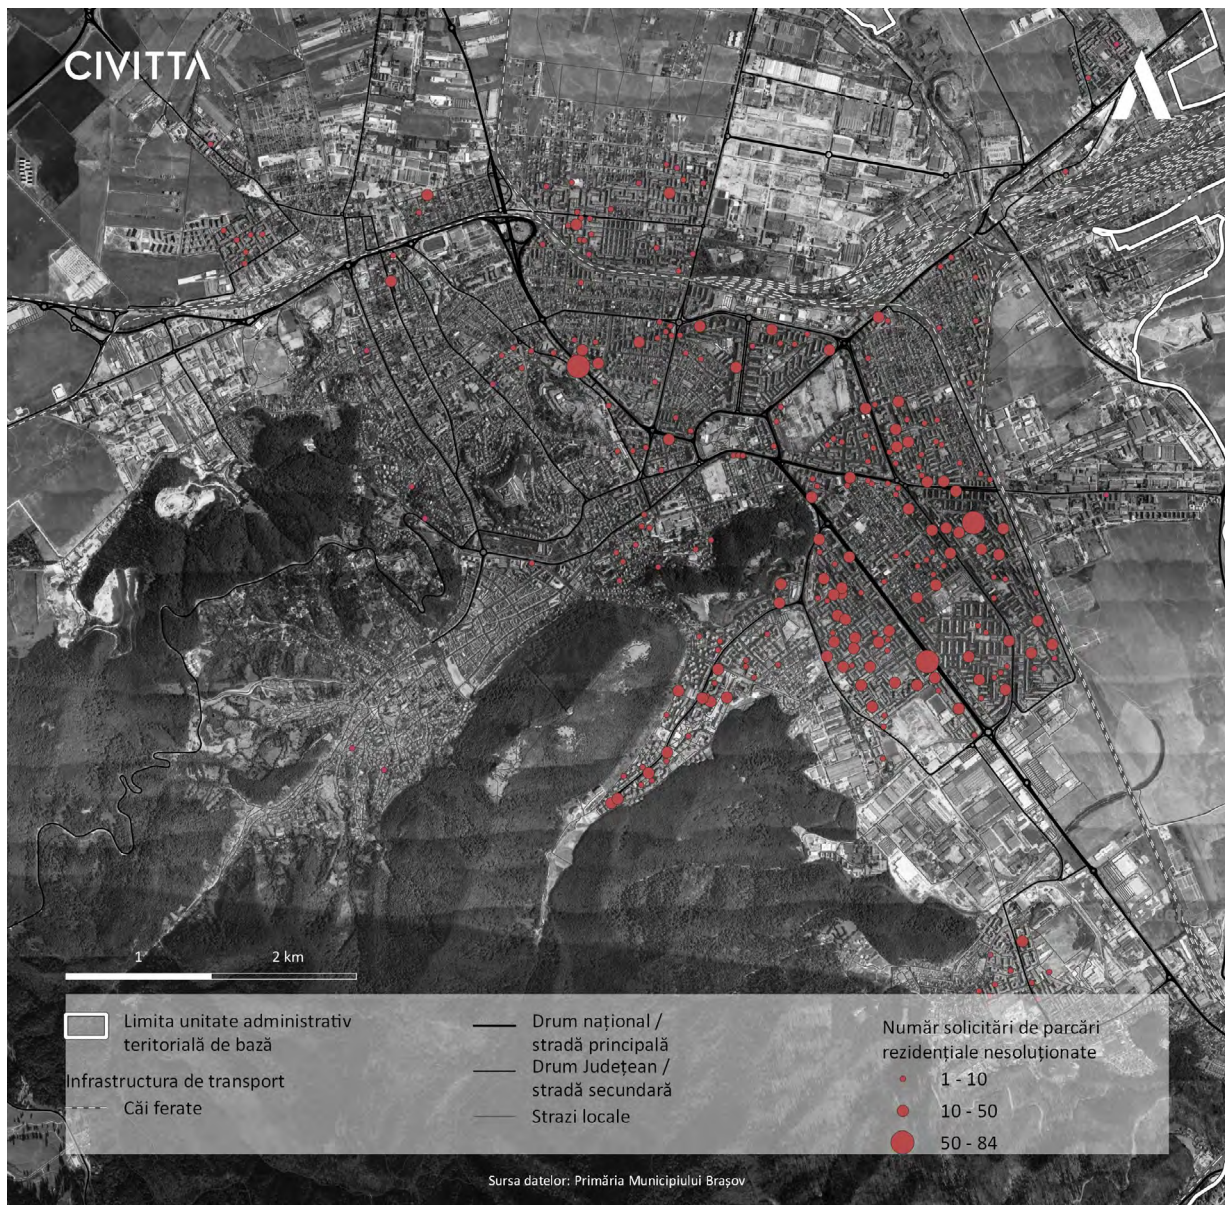 CIVITTA
1
2 km
Limita unitate administrativ
teritorială de bază
Infrastructura de transport
Căi ferate
Drum național /
stradă principală
Drum Județean /
stradă secundară
Strazi locale
Număr solicitări de parcări
rezidențiale nesoluționate
1 - 10
10 - 50
50 - 84
Sursa datelor: Primăria Municipiului Brașov